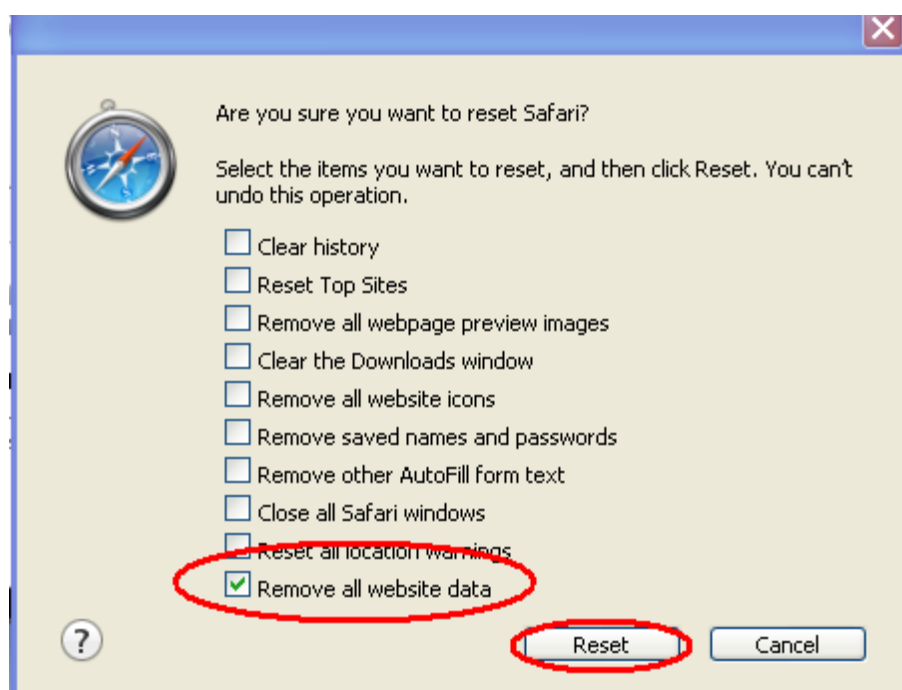 Are you sure you want to reset Safari?
Select the items you want to reset, and then click Reset. You can't
undo this operation.
Clear history
Reset Top Sites
Remove all webpage preview images
Clear the Downloads window
Remove all website icons
Remove saved names and passwords
Remove other AutoFill form text
Close all Safari windows
Reset all location warnings
Remove all website data
? Reset Cancel